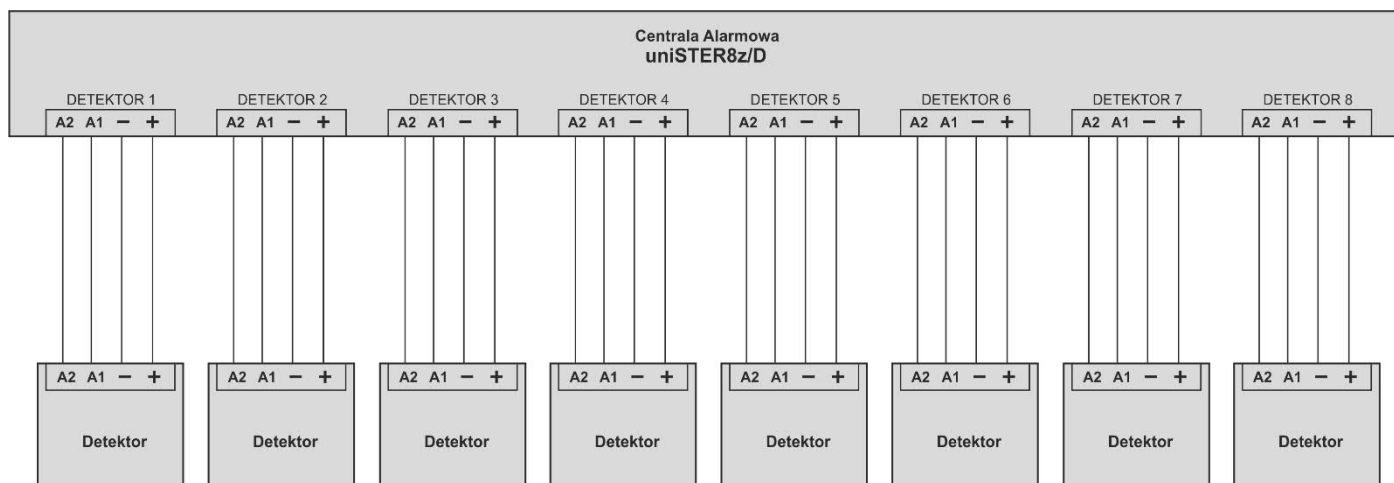 Centrala Alarmowa
uniSTER8z/D
DETEKTOR 1 DETEKTOR 2 DETEKTOR 3 DETEKTOR 4 DETEKTOR 5 DETEKTOR 6 DETEKTOR 7 DETEKTOR 8
A2 A1 − + A2 A1 − + A2 A1 − + A2 A1 − + A2 A1 − + A2 A1 − + A2 A1 − + A2 A1 − +
A2 A1 − + A2 A1 − + A2 A1 − + A2 A1 − + A2 A1 − + A2 A1 − + A2 A1 − + A2 A1 − +
Detektor Detektor Detektor Detektor Detektor Detektor Detektor Detektor